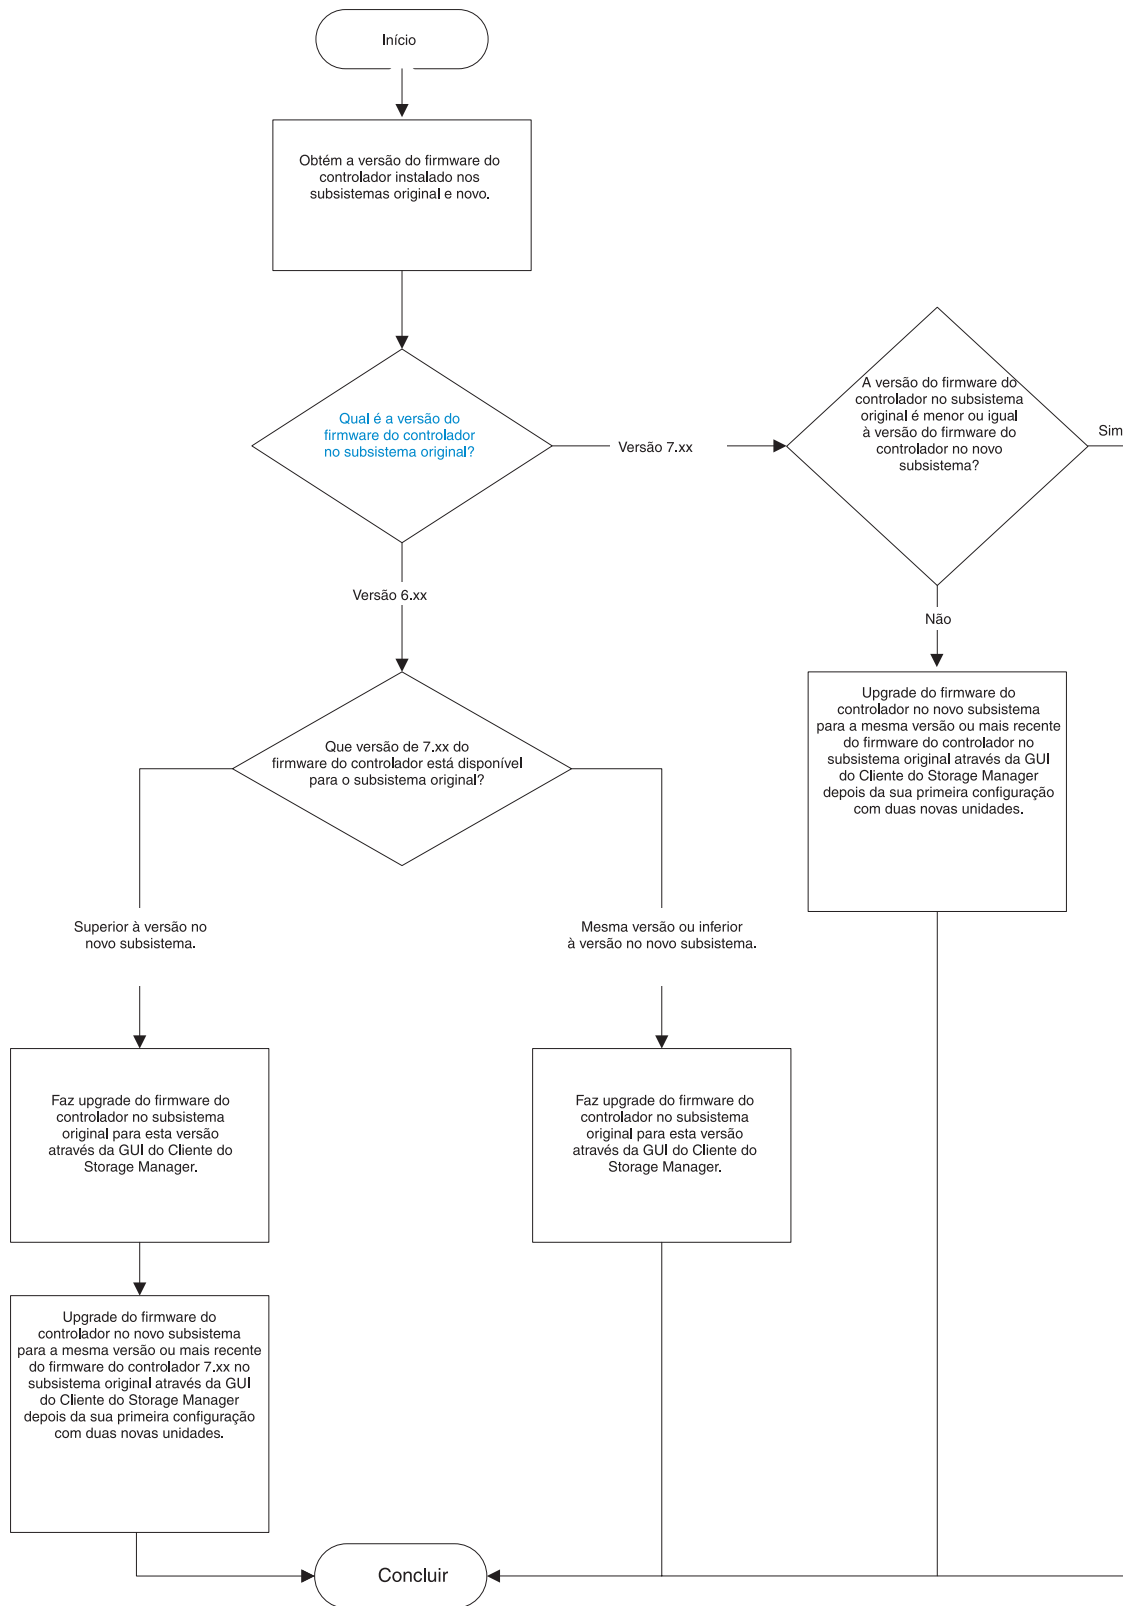 Início
Obtém a versão do firmware do
controlador instalado nos
subsistemas original e novo.
Qual é a versão do
firmware do controlador
no subsistema original?
Versão 7.xx
A versão do firmware do
controlador no subsistema
original é menor ou igual
à versão do firmware do
controlador no novo
subsistema?
Sim
Versão 6.xx
Não
Que versão de 7.xx do
firmware do controlador está disponível
para o subsistema original?
Upgrade do firmware do
controlador no novo subsistema
para a mesma versão ou mais recente
do firmware do controlador no
subsistema original através da GUI
do Cliente do Storage Manager
depois da sua primeira configuração
com duas novas unidades.
Superior à versão no
novo subsistema.
Mesma versão ou inferior
à versão no novo subsistema.
Faz upgrade do firmware do
controlador no subsistema
original para esta versão
através da GUI do Cliente do
Storage Manager.
Faz upgrade do firmware do
controlador no subsistema
original para esta versão
através da GUI do Cliente do
Storage Manager.
Upgrade do firmware do
controlador no novo subsistema
para a mesma versão ou mais recente
do firmware do controlador 7.xx no
subsistema original através da GUI
do Cliente do Storage Manager
depois da sua primeira configuração
com duas novas unidades.
Concluir